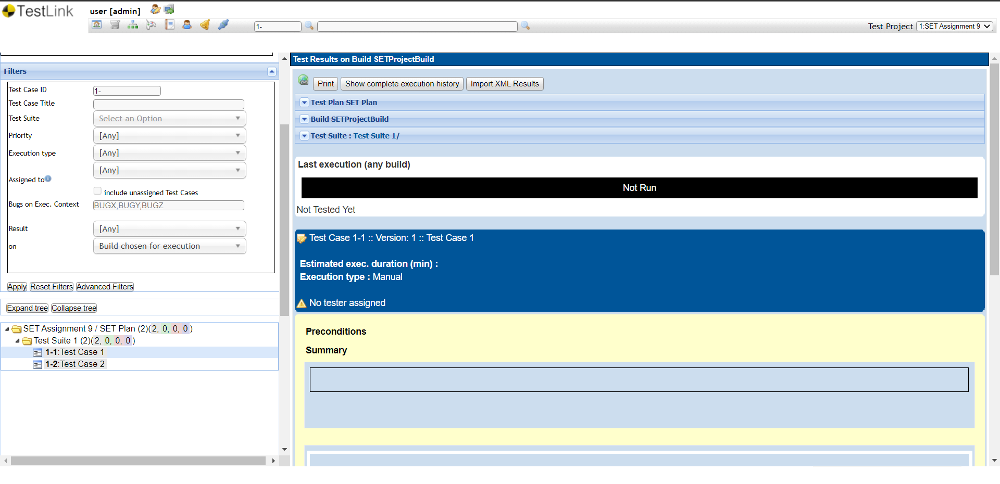 TestLink
user [admin]
1-
Test Project 1:SET Assignment 9
Filters
Test Case ID 1-
Test Case Title
Test Suite Select an Option
Priority [Any]
Execution type [Any]
[Any]
Assigned to
include unassigned Test Cases
Bugs on Exec. Context BUGX,BUGY,BUGZ
Result [Any]
on Build chosen for execution
Apply Reset Filters Advanced Filters
Expand tree Collapse tree
SET Assignment 9 / SET Plan (2)(2, 0, 0, 0 )
Test Suite 1 (2)(2, 0, 0, 0 )
1-1:Test Case 1
1-2:Test Case 2
Test Results on Build SETProjectBuild
Print Show complete execution history Import XML Results
Test Plan SET Plan
Build SETProjectBuild
Test Suite : Test Suite 1/
Last execution (any build)
Not Run
Not Tested Yet
Test Case 1-1 :: Version: 1 :: Test Case 1
Estimated exec. duration (min) :
Execution type : Manual
No tester assigned
Preconditions
Summary